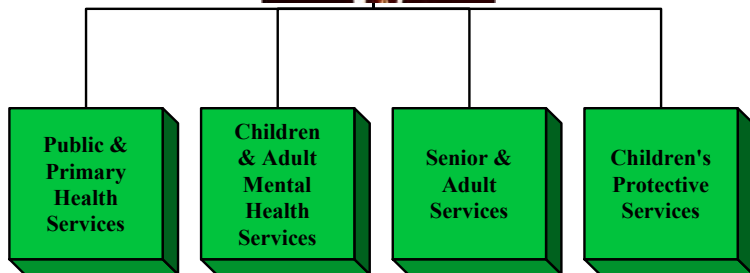 Public &
Primary
Health
Services
Children
& Adult
Mental
Health
Services
Senior &
Adult
Services
Children's
Protective
Services